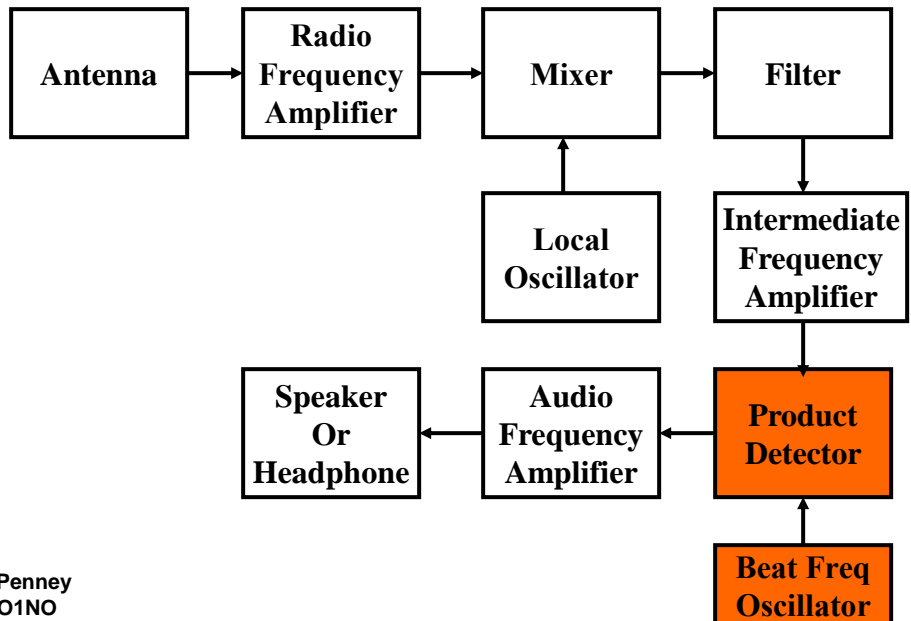 Antenna
Radio
Frequency
Amplifier
Mixer
Filter
Local
Oscillator
Intermediate
Frequency
Amplifier
Speaker
Or
Headphone
Audio
Frequency
Amplifier
Product
Detector
Beat Freq
Oscillator
Penney
O1NO